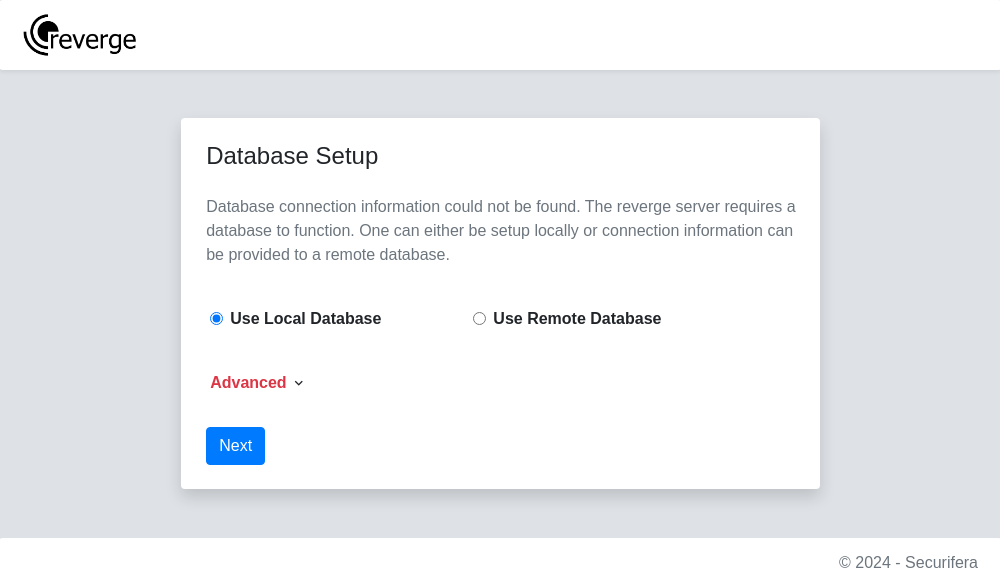 reverge
Database Setup
Database connection information could not be found. The reverge server requires a
database to function. One can either be setup locally or connection information can
be provided to a remote database.
Use Local Database
Use Remote Database
Advanced
Next
© 2024 - Securifera